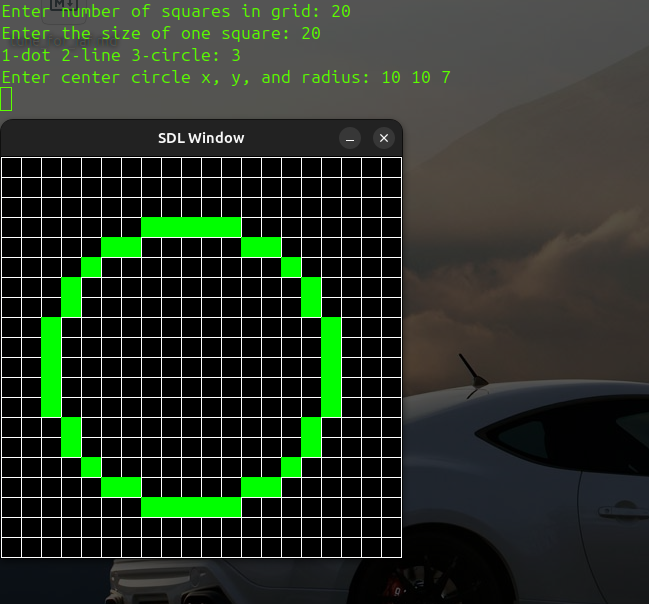 Enter number of squares in grid: 20
Enter the size of one square: 20
1-dot 2-line 3-circle: 3
Enter center circle x, y, and radius: 10 10 7
SDL Window